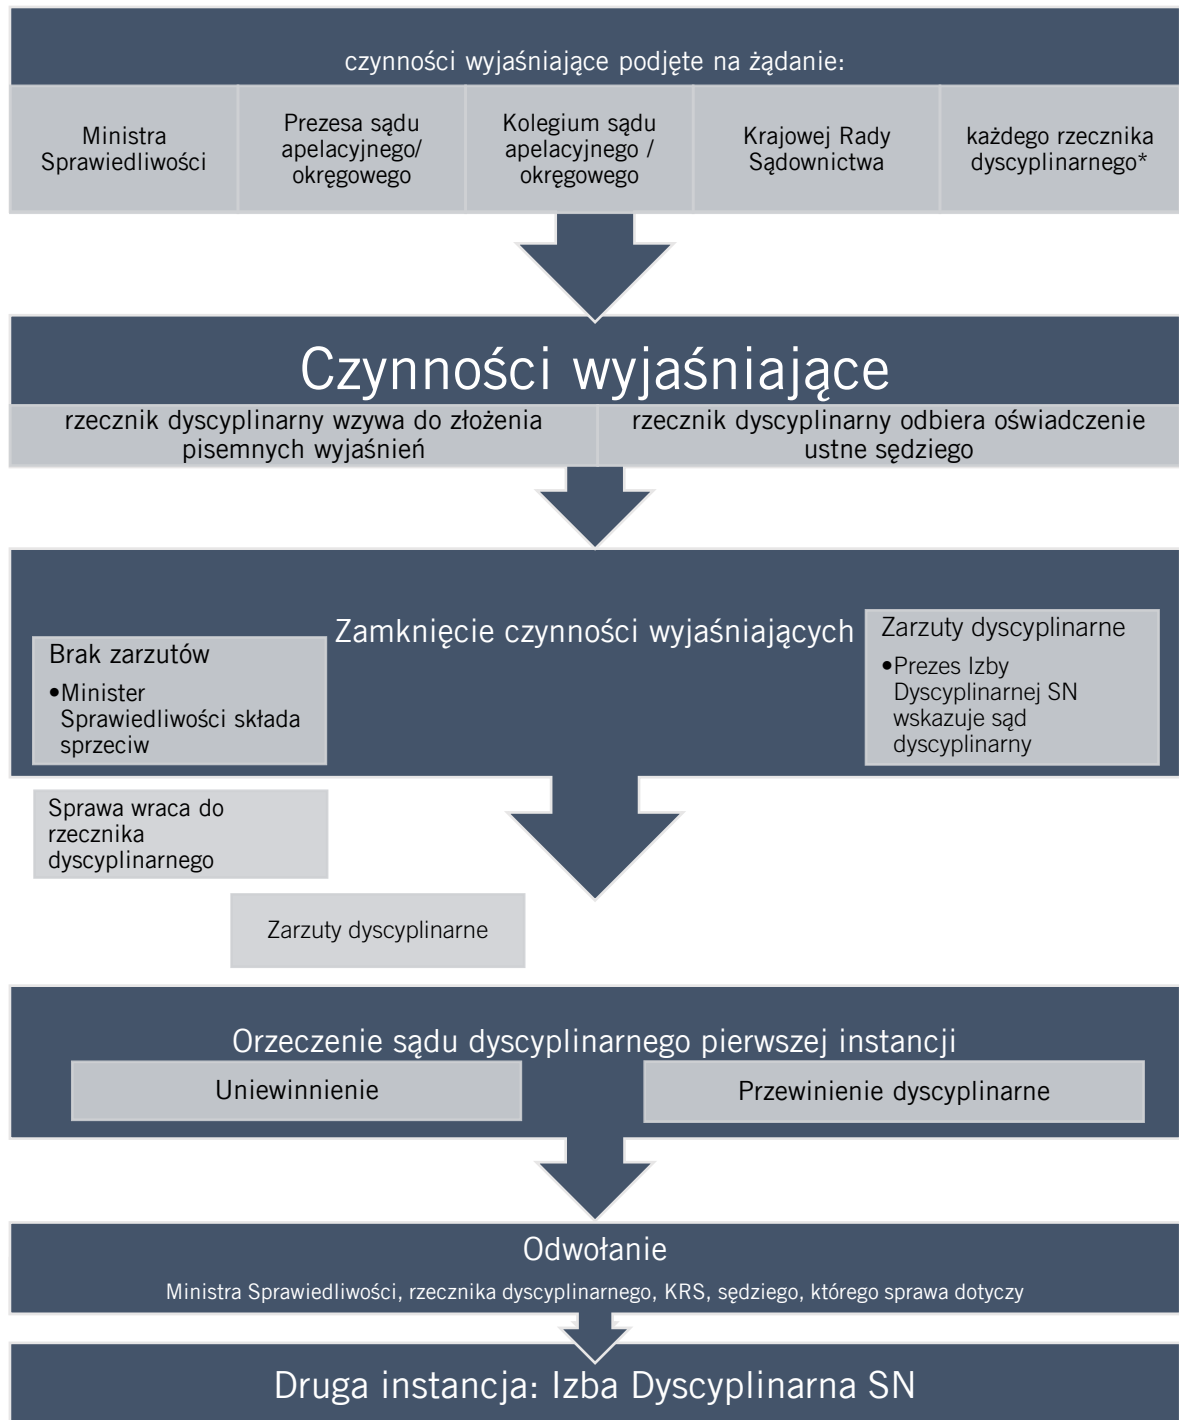 czynności wyjaśniające podjęte na żądanie:
Ministra
Sprawiedliwości
Prezesa sądu
apelacyjnego/
okręgowego
Kolegium sądu
apelacyjnego /
okręgowego
Krajowej Rady
Sądownictwa
każdego rzecznika
dyscyplinarnego*
Czynności wyjaśniające
rzecznik dyscyplinarny wzywa do złożenia
pisemnych wyjaśnień
rzecznik dyscyplinarny odbiera oświadczenie
ustne sędziego
Zamknięcie czynności wyjaśniających
Brak zarzutów
•Minister
Sprawiedliwości składa
sprzeciw
Zarzuty dyscyplinarne
•Prezes Izby
Dyscyplinarnej SN
wskazuje sąd
dyscyplinarny
Sprawa wraca do
rzecznika
dyscyplinarnego
Zarzuty dyscyplinarne
Orzeczenie sądu dyscyplinarnego pierwszej instancji
Uniewinnienie
Przewinienie dyscyplinarne
Odwołanie
Ministra Sprawiedliwości, rzecznika dyscyplinarnego, KRS, sędziego, którego sprawa dotyczy
Druga instancja: Izba Dyscyplinarna SN